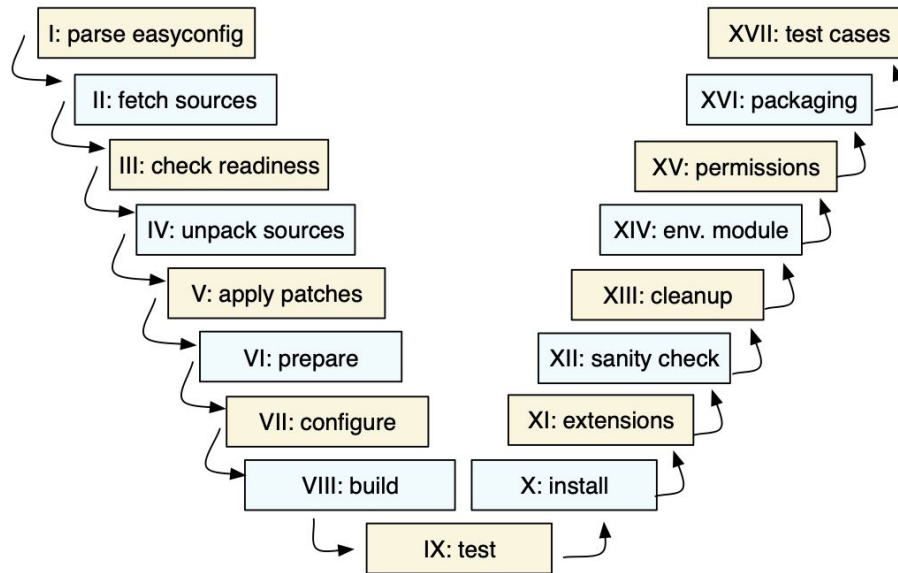 I: parse easyconfig
II: fetch sources
III: check readiness
IV: unpack sources
V: apply patches
VI: prepare
VII: configure
VIII: build
IX: test
X: install
XI: extensions
XII: sanity check
XIII: cleanup
XIV: env. module
XV: permissions
XVI: packaging
XVII: test cases